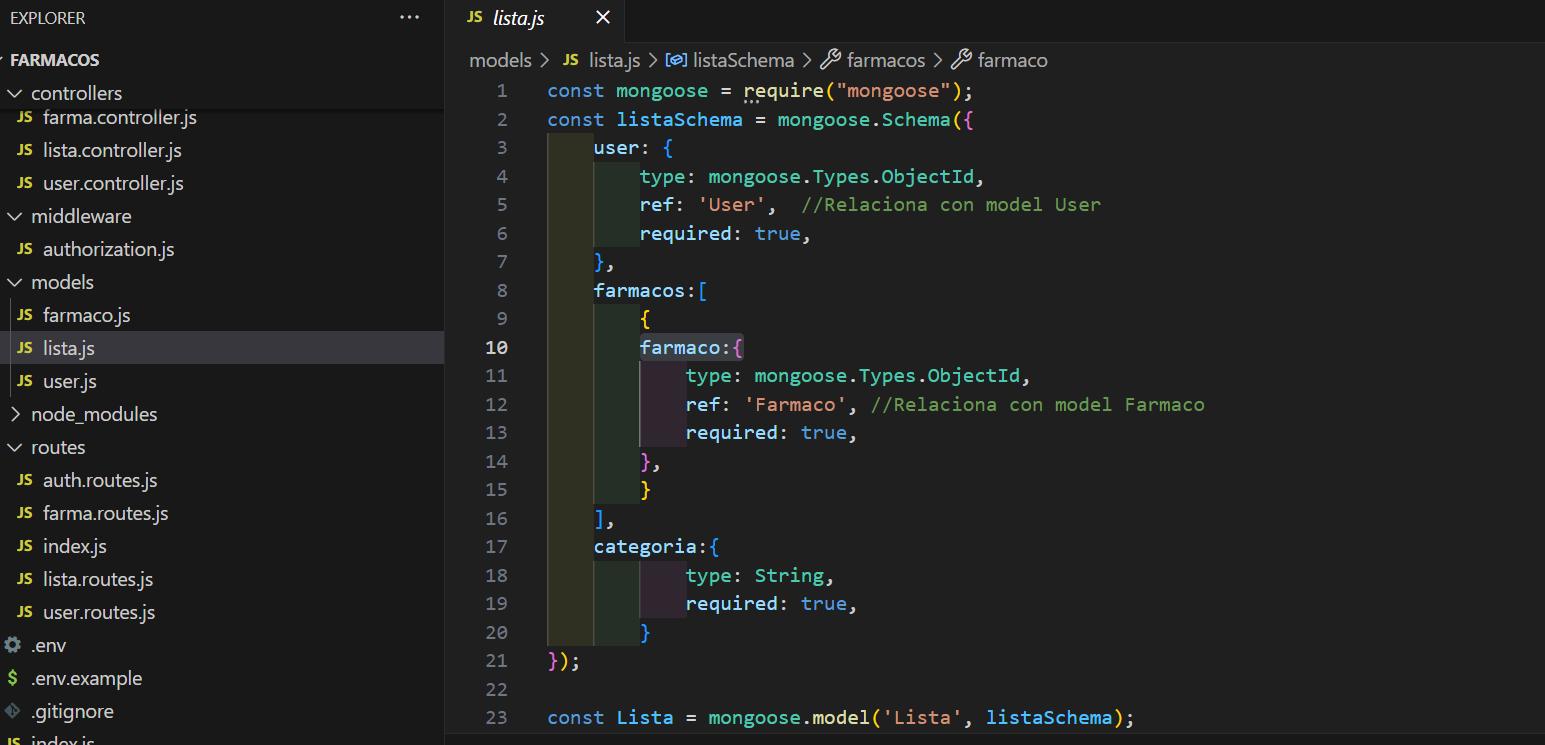 EXPLORER ...
FARMACOS
controllers
JS farma.controller.js
JS lista.controller.js
JS user.controller.js
middleware
JS authorization.js
models
JS farmaco.js
JS lista.js
JS user.js
node_modules
routes
JS auth.routes.js
JS farma.routes.js
JS index.js
JS lista.routes.js
JS user.routes.js
.env
$ .env.example
.gitignore
JS index.js
JS lista.js
models > JS lista.js > listaSchema > farmacos > farmaco
1 const mongoose = require("mongoose");
2 const listaSchema = mongoose.Schema({
3 user: {
4 type: mongoose.Types.ObjectId,
5 ref: 'User', //Relaciona con model User
6 required: true,
7 },
8 farmacos:[
9 {
10 farmaco:{
11 type: mongoose.Types.ObjectId,
12 ref: 'Farmaco', //Relaciona con model Farmaco
13 required: true,
14 },
15 }
16 ],
17 categoria:{
18 type: String,
19 required: true,
20 }
21 });
22
23 const Lista = mongoose.model('Lista', listaSchema);